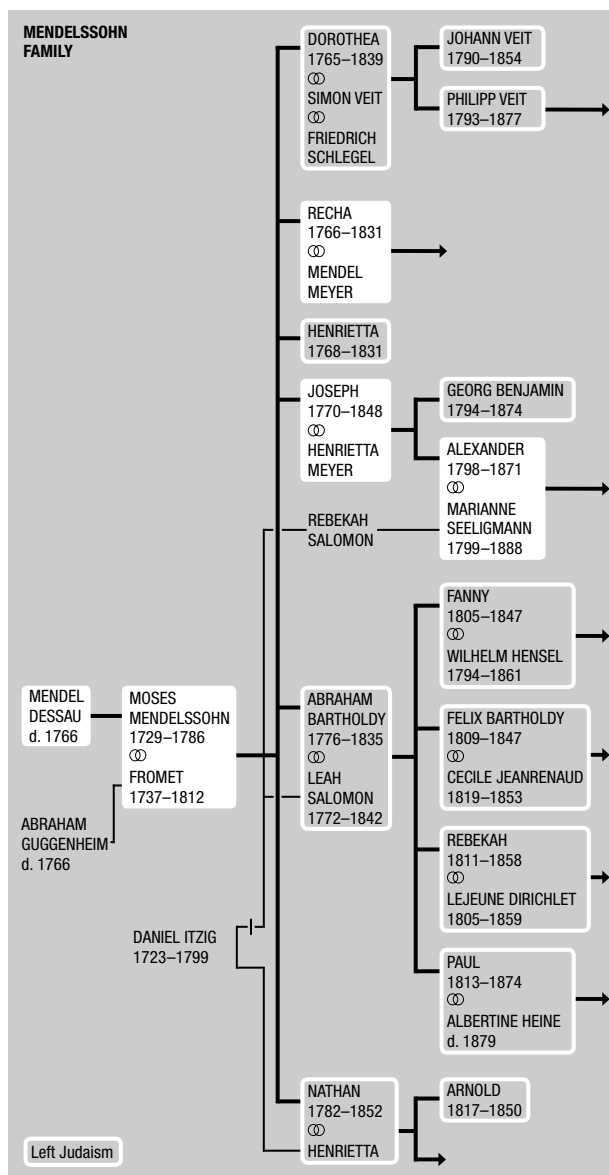 MENDELSSOHN
FAMILY
DOROTHEA
1765–1839
SIMON VEIT
FRIEDRICH
SCHLEGEL
JOHANN VEIT
1790–1854
PHILIPP VEIT
1793–1877
RECHA
1766–1831
MENDEL
MEYER
HENRIETTA
1768–1831
JOSEPH
1770–1848
HENRIETTA
MEYER
GEORG BENJAMIN
1794–1874
ALEXANDER
1798–1871
MARIANNE
SEELIGMANN
1799–1888
REBEKAH
SALOMON
FANNY
1805–1847
WILHELM HENSEL
1794–1861
MENDEL
DESSAU
d. 1766
MOSES
MENDELSSOHN
1729–1786
FROMET
1737–1812
ABRAHAM
GUGGENHEIM
d. 1766
ABRAHAM
BARTHOLDY
1776–1835
LEAH
SALOMON
1772–1842
FELIX BARTHOLDY
1809–1847
CECILE JEANRENAUD
1819–1853
REBEKAH
1811–1858
LEJEUNE DIRICHLET
1805–1859
DANIEL ITZIG
1723–1799
PAUL
1813–1874
ALBERTINE HEINE
d. 1879
NATHAN
1782–1852
HENRIETTA
ARNOLD
1817–1850
Left Judaism